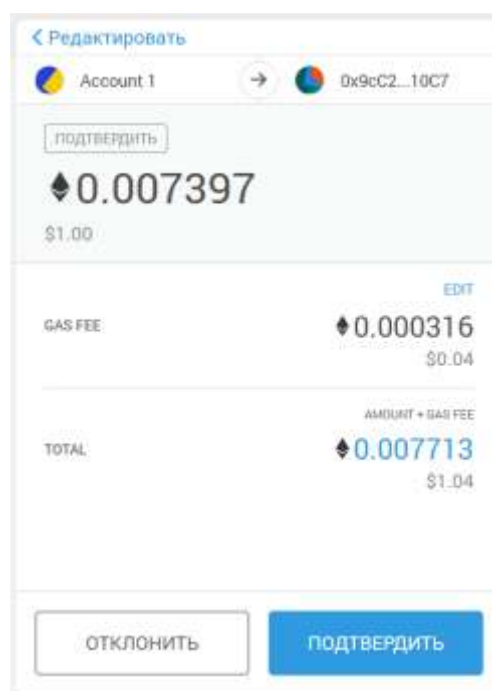 < Редактировать
Account 1 → 0x9cC2...10C7
ПОДТВЕРДИТЬ
0.007397
$1.00
EDIT
GAS FEE 0.000316
$0.04
AMOUNT + GAS FEE
TOTAL 0.007713
$1.04
ОТКЛОНИТЬ ПОДТВЕРДИТЬ